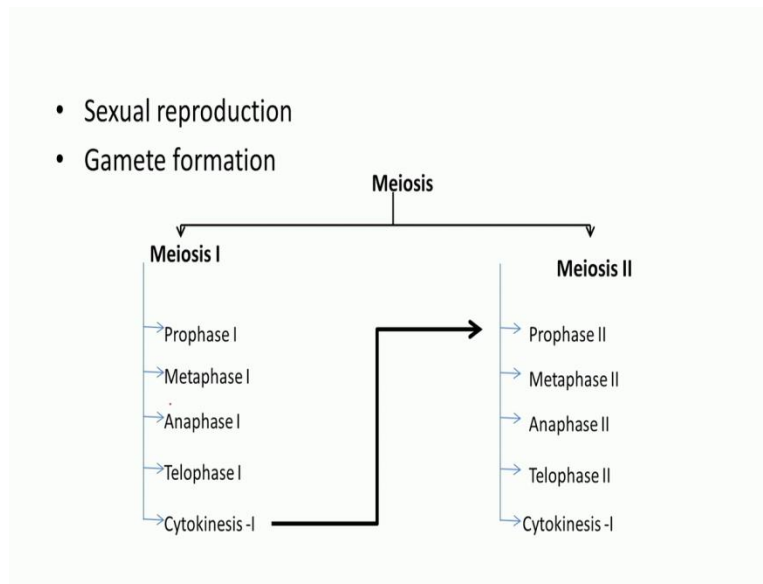 • Sexual reproduction
• Gamete formation
Meiosis
Meiosis I
Prophase I
Metaphase I
Anaphase I
Telophase I
Cytokinesis -I
Meiosis II
Prophase II
Metaphase II
Anaphase II
Telophase II
Cytokinesis -I